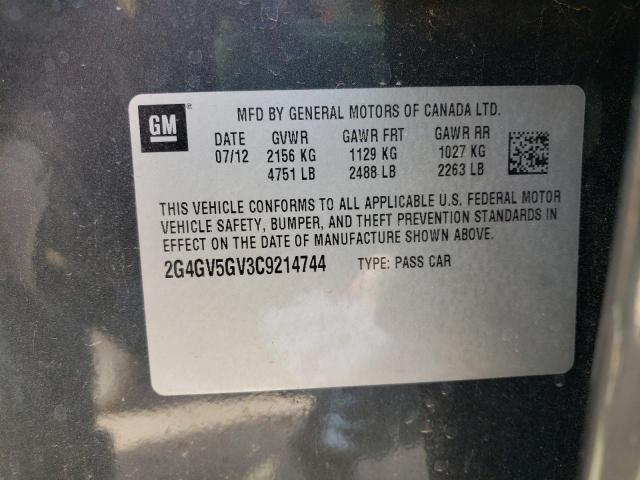 GM ®
MFD BY GENERAL MOTORS OF CANADA LTD.
DATE GVWR GAWR FRT GAWR RR
07/12 2156 KG 1129 KG 1027 KG
4751 LB 2488 LB 2263 LB
THIS VEHICLE CONFORMS TO ALL APPLICABLE U.S. FEDERAL MOTOR
VEHICLE SAFETY, BUMPER, AND THEFT PREVENTION STANDARDS IN
EFFECT ON THE DATE OF MANUFACTURE SHOWN ABOVE.
2G4GV5GV3C9214744 TYPE: PASS CAR